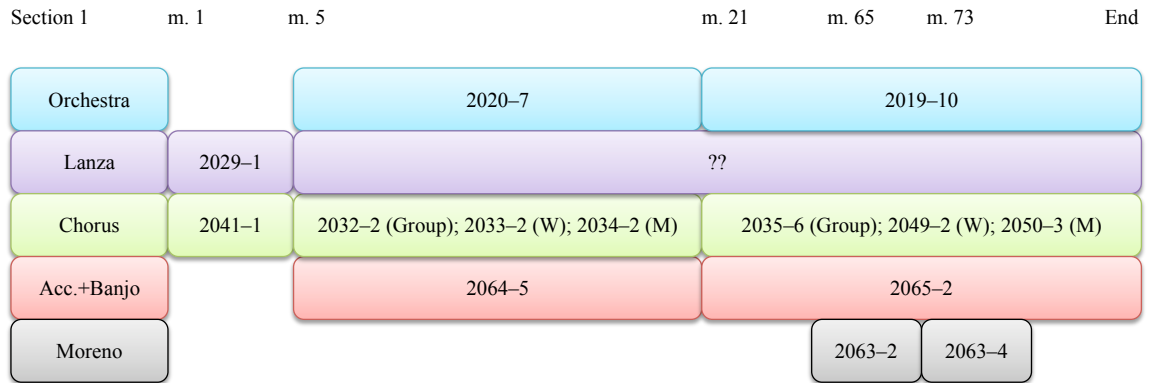 Section 1 m. 1 m. 5 m. 21 m. 65 m. 73 End
Orchestra 2020–7 2019–10
Lanza 2029–1 ??
Chorus 2041–1 2032–2 (Group); 2033–2 (W); 2034–2 (M) 2035–6 (Group); 2049–2 (W); 2050–3 (M)
Acc.+Banjo 2064–5 2065–2
Moreno 2063–2 2063–4